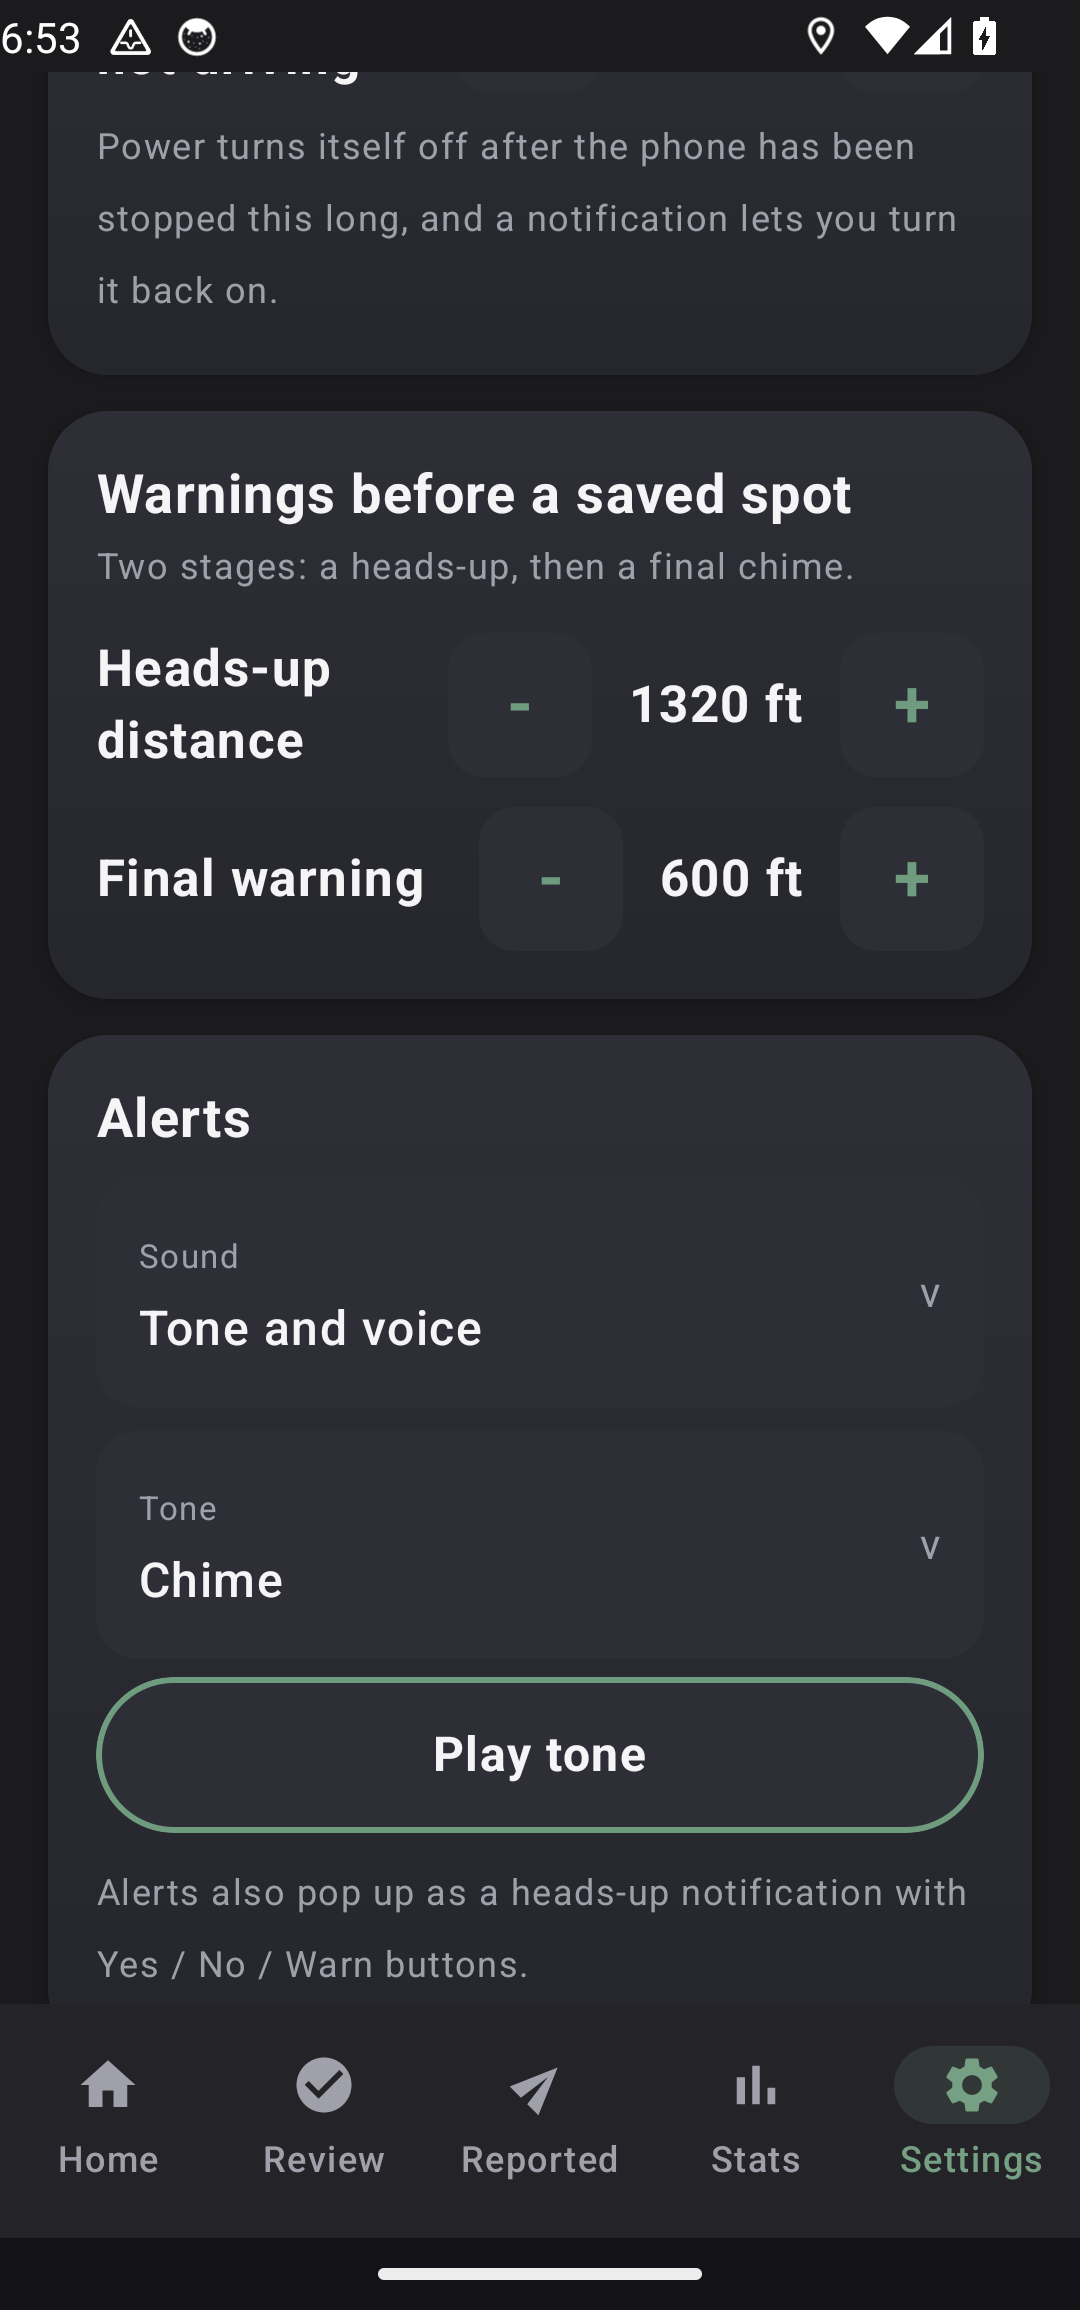 6:53
Power turns itself off after the phone has been
stopped this long, and a notification lets you turn
it back on.
Warnings before a saved spot
Two stages: a heads-up, then a final chime.
Heads-up
distance
- 1320 ft +
Final warning - 600 ft +
Alerts
Sound
Tone and voice
v
Tone
Chime
v
Play tone
Alerts also pop up as a heads-up notification with
Yes / No / Warn buttons.
Home Review Reported Stats Settings